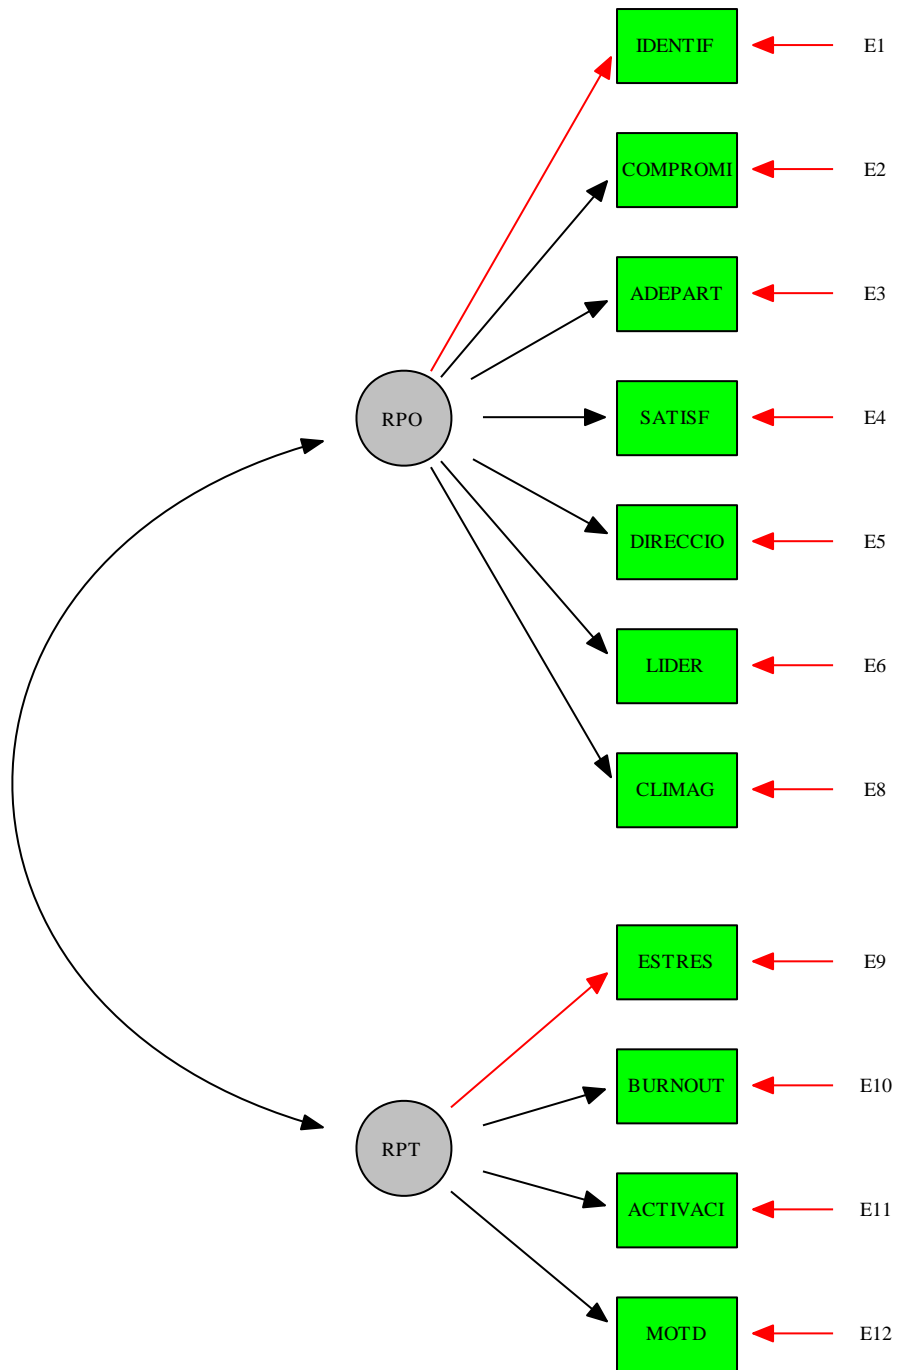 IDENTIF E1
COMPROMI E2
ADEPART E3
RPO SATISF E4
DIRECCIO E5
LIDER E6
CLIMAG E8
ESTRES E9
BURNOUT E10
RPT
ACTIVACI E11
MOTD E12